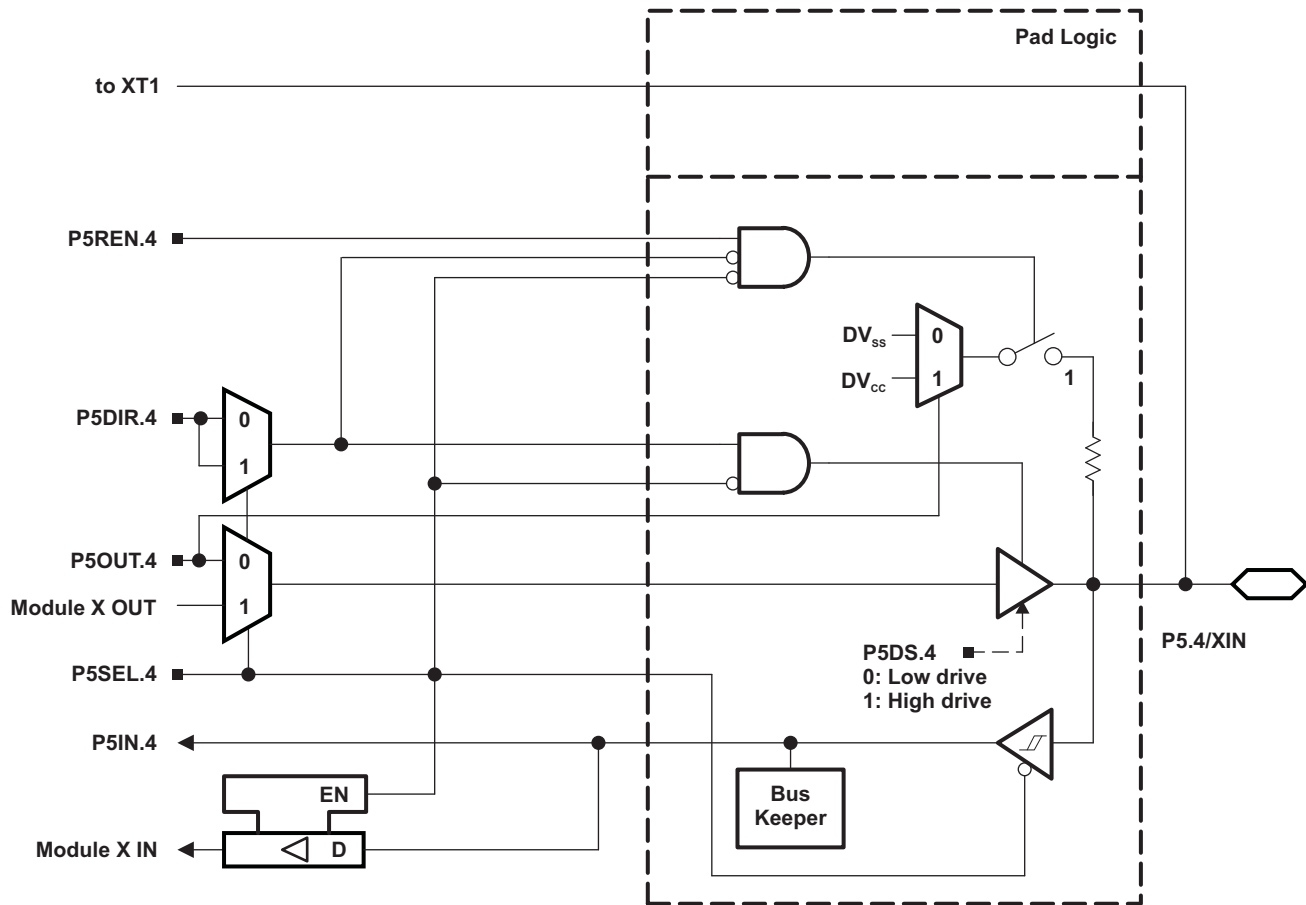 Pad Logic
to XT1
P5REN.4
DVSS
0
DVCC
1
1
P5DIR.4
0
1
P5OUT.4
0
Module X OUT
1
P5DS.4
0: Low drive
1: High drive
P5.4/XIN
P5SEL.4
P5IN.4
EN
Bus
Keeper
Module X IN
D